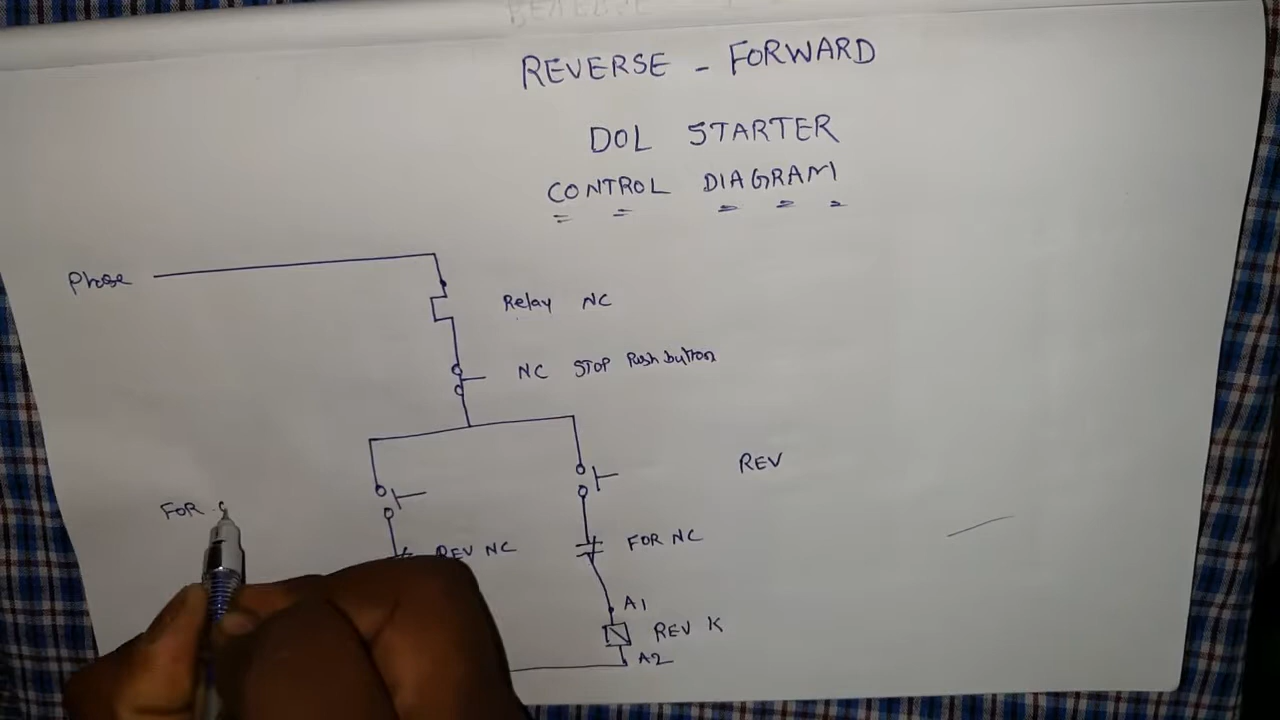 REVERSE - FORWARD
DOL STARTER
CONTROL DIAGRAM
Phase
Relay NC
NC STOP Push button
REV
FOR
REV NC
FOR NC
A1
REV K
A2